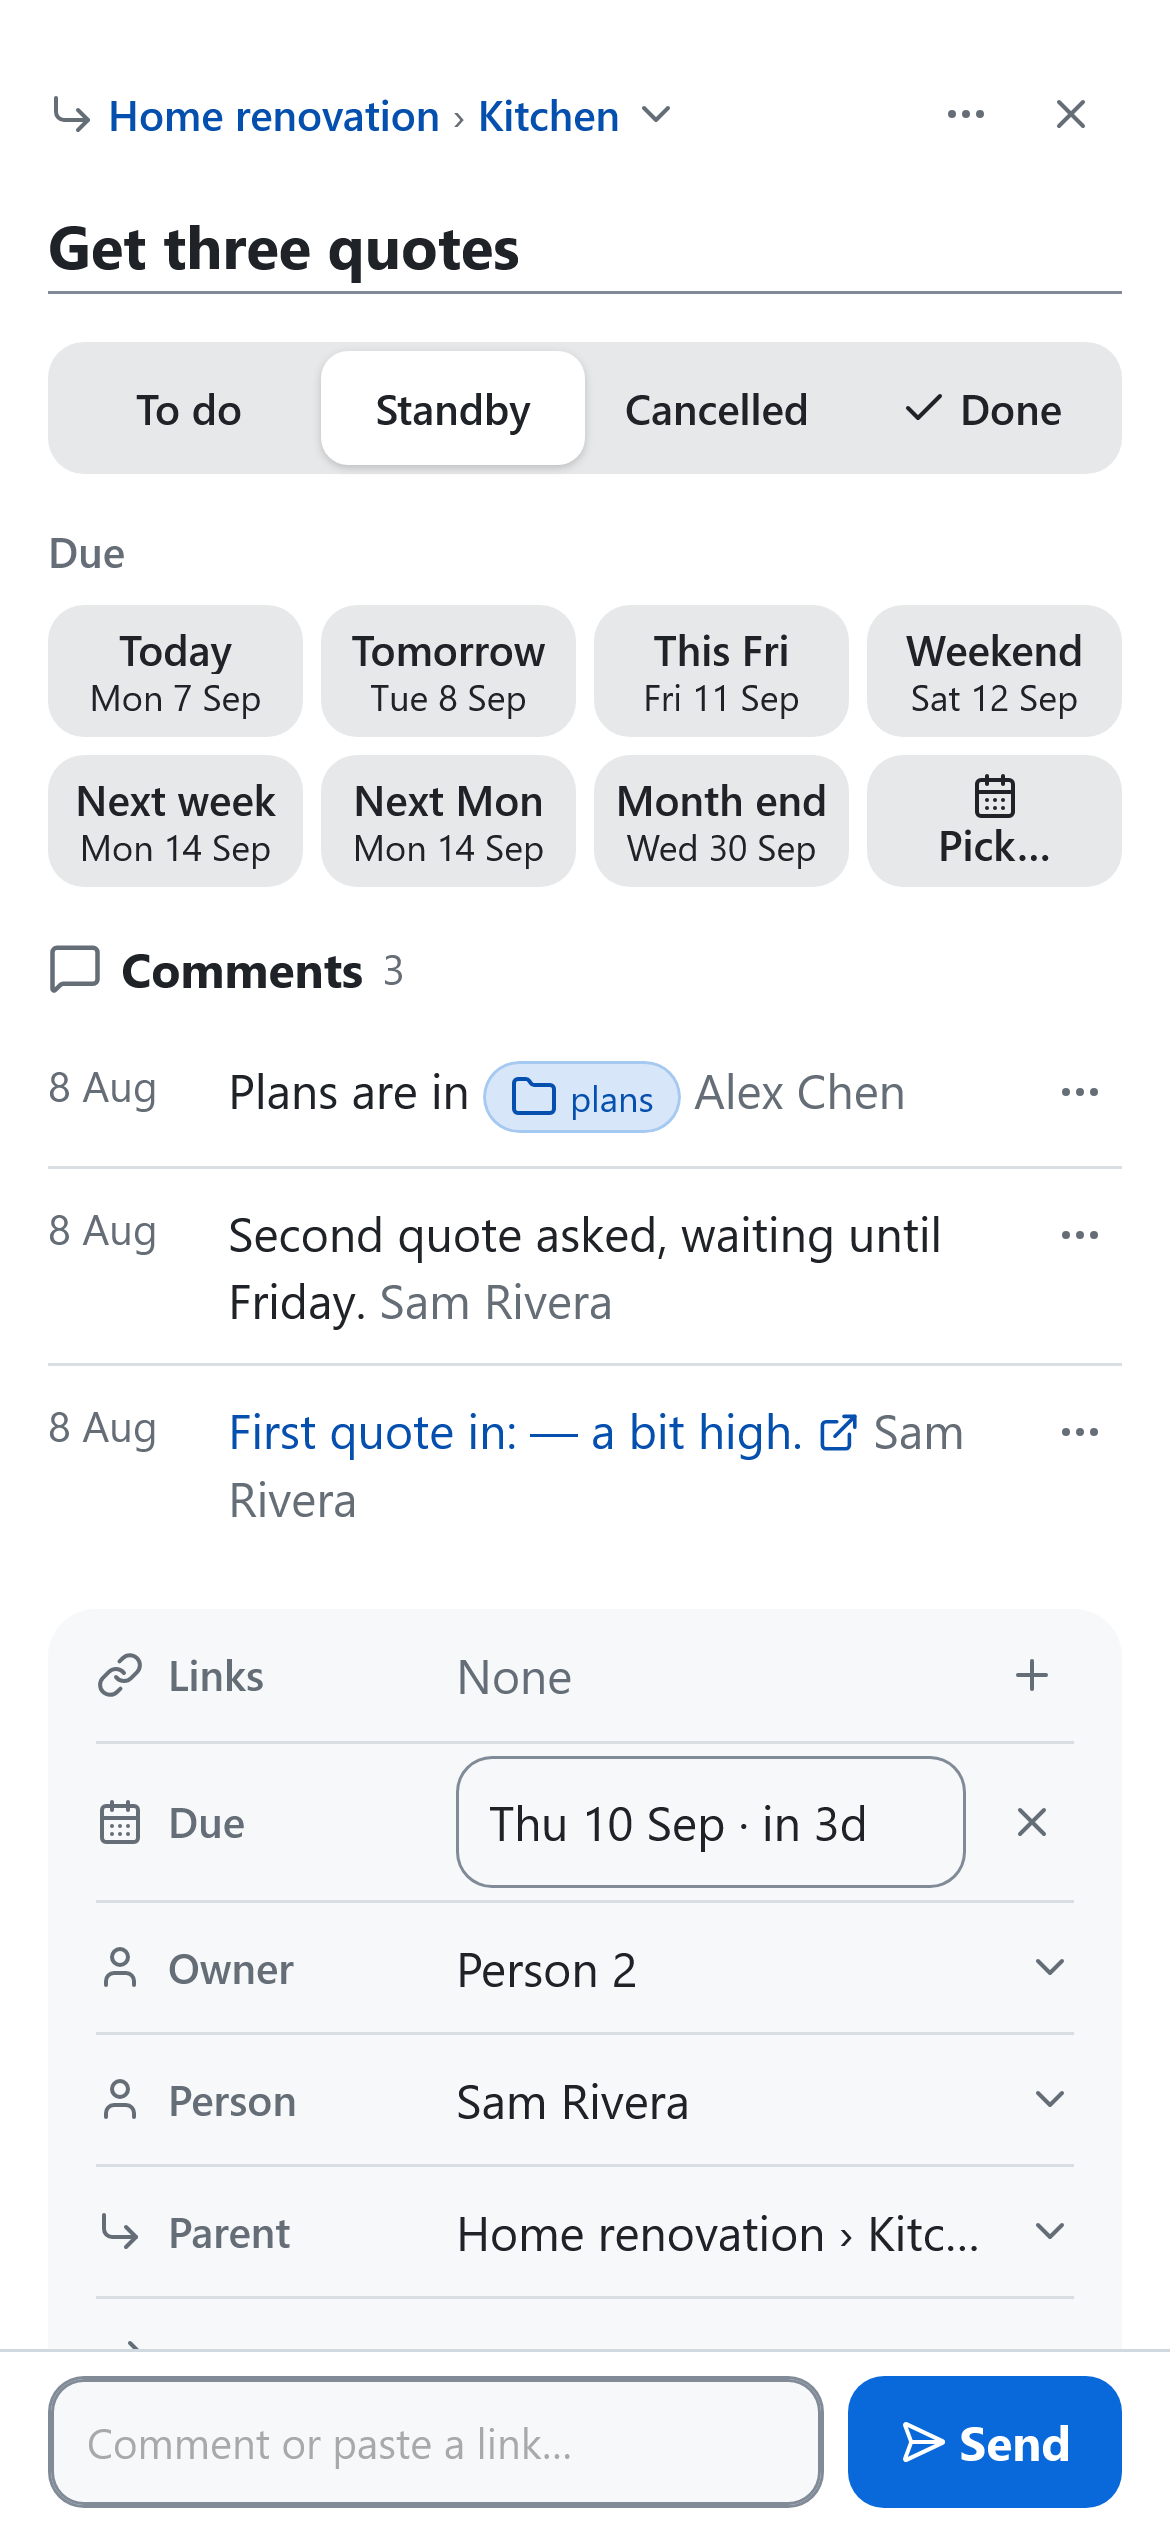 Home renovation › Kitchen
Get three quotes
To do Standby Cancelled Done
Due
Today Tomorrow This Fri Weekend
Mon 7 Sep Tue 8 Sep Fri 11 Sep Sat 12 Sep
Next week Next Mon Month end
Mon 14 Sep Mon 14 Sep Wed 30 Sep Pick...
Comments 3
8 Aug Plans are in plans Alex Chen
8 Aug Second quote asked, waiting until
Friday. Sam Rivera
8 Aug First quote in: — a bit high. Sam
Rivera
Links None
Due Thu 10 Sep · in 3d
Owner Person 2
Person Sam Rivera
Parent Home renovation › Kitc...
Comment or paste a link... Send